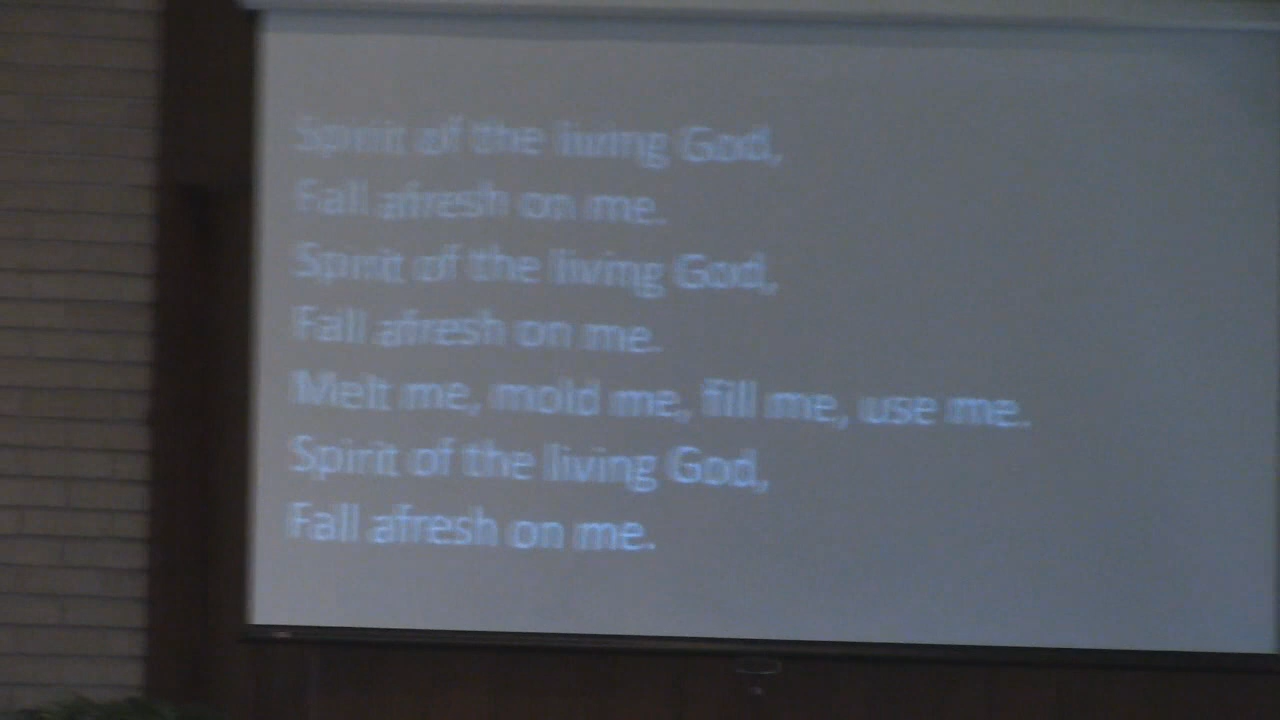 Spirit of the living God,
Fall afresh on me.
Spirit of the living God,
Fall afresh on me.
Melt me, mold me, fill me, use me.
Spirit of the living God,
Fall afresh on me.